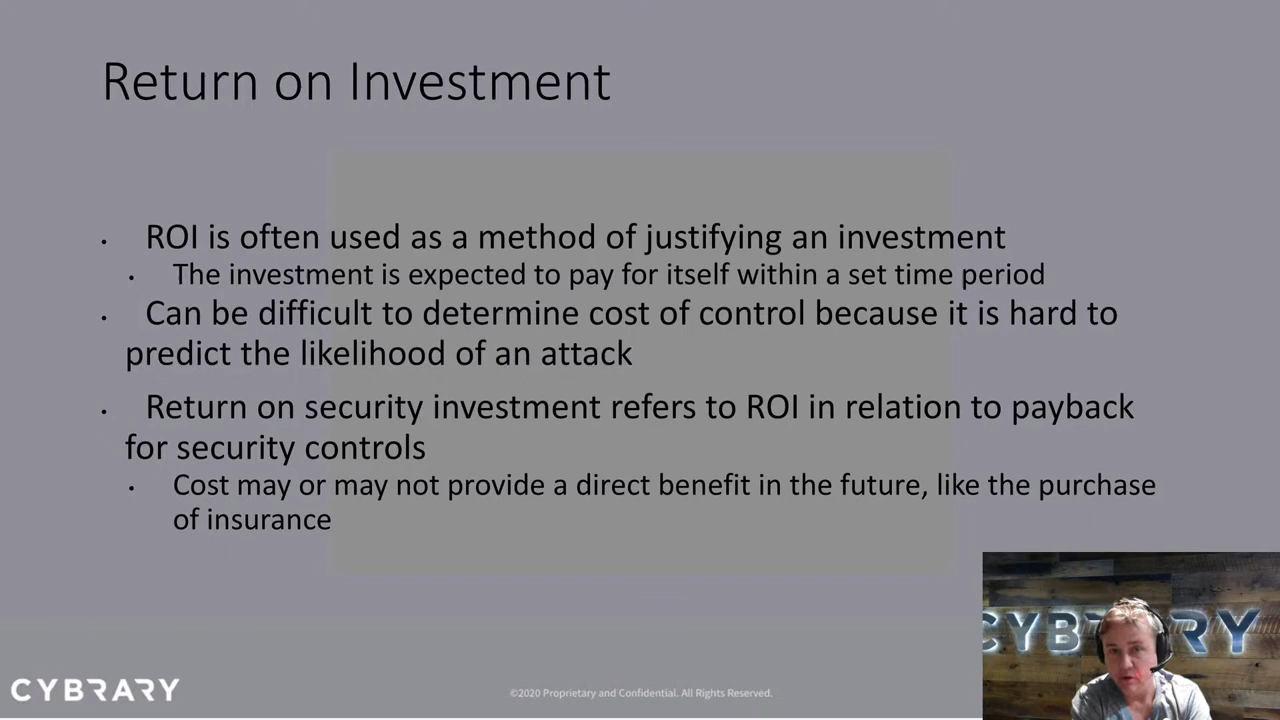 Return on Investment
• ROI is often used as a method of justifying an investment
• The investment is expected to pay for itself within a set time period
• Can be difficult to determine cost of control because it is hard to
predict the likelihood of an attack
• Return on security investment refers to ROI in relation to payback
for security controls
• Cost may or may not provide a direct benefit in the future, like the purchase
of insurance
CYBRARY
CYBRARY
©2020 Proprietary and Confidential. All Rights Reserved.